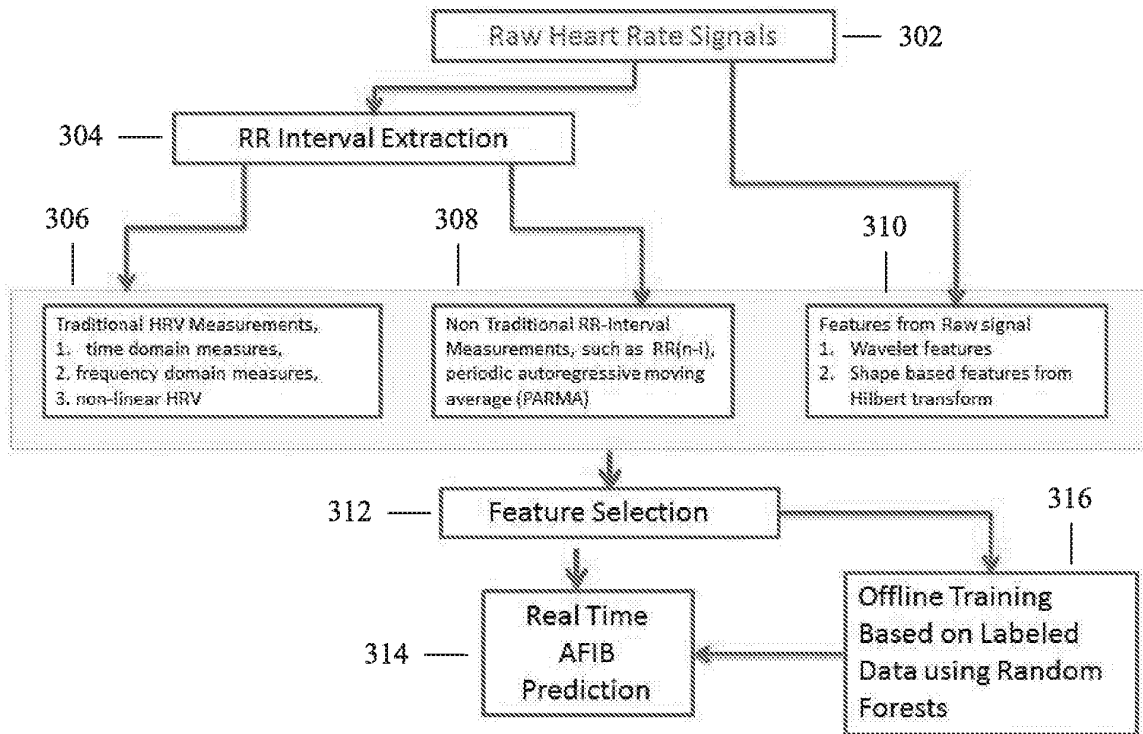 Raw Heart Rate Signals
302
304
RR Interval Extraction
306
308
310
Traditional HRV Measurements,
1. time domain measures,
2. frequency domain measures,
3. non-linear HRV
Non Traditional RR-Interval
Measurements, such as RR(n-i),
periodic autoregressive moving
average (PARMA)
Features from Raw signal
1. Wavelet features
2. Shape based features from
Hilbert transform
312
Feature Selection
316
314
Real Time
AFIB
Prediction
Offline Training
Based on Labeled
Data using Random
Forests